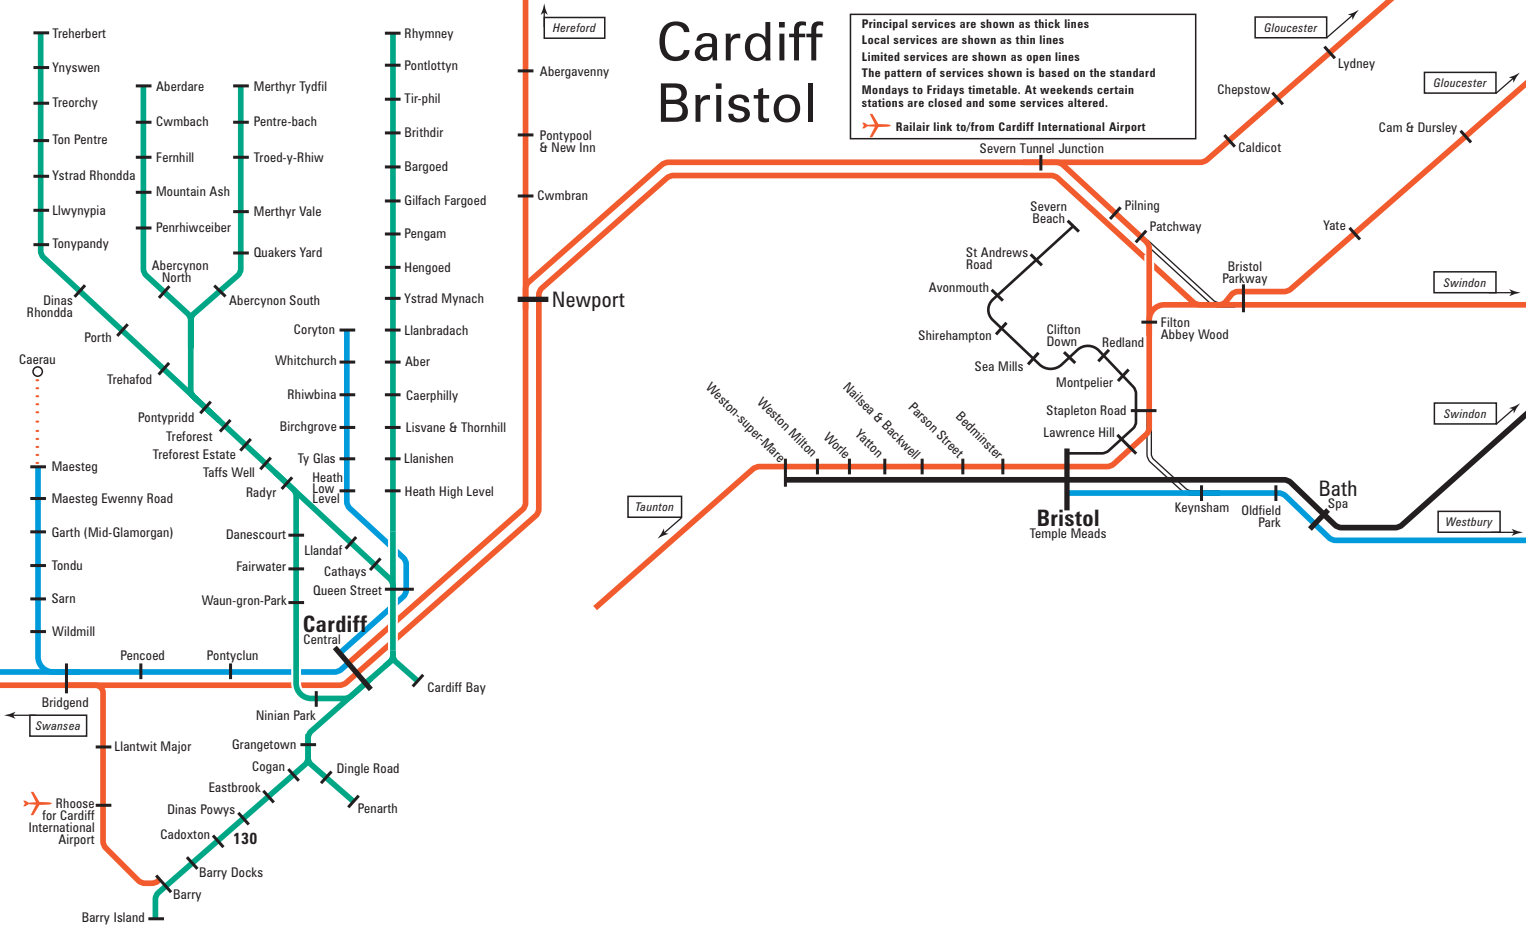 Cardiff
Bristol
Principal services are shown as thick lines
Local services are shown as thin lines
Limited services are shown as open lines
The pattern of services shown is based on the standard
Mondays to Fridays timetable. At weekends certain
stations are closed and some services altered.
Railair link to/from Cardiff International Airport
Treherbert
Ynyswen
Treorchy
Ton Pentre
Ystrad Rhondda
Llwynypia
Tonypandy
Dinas
Rhondda
Porth
Trehafod
Aberdare
Cwmbach
Fernhill
Mountain Ash
Penrhiwceiber
Abercynon
North
Merthyr Tydfil
Pentre-bach
Troed-y-Rhiw
Merthyr Vale
Quakers Yard
Abercynon South
Pontypridd
Treforest
Treforest Estate
Taffs Well
Radyr
Danescourt
Fairwater
Waun-gron-Park
Llandaf
Cathays
Queen Street
Coryton
Whitchurch
Rhiwbina
Birchgrove
Ty Glas
Heath
Low
Level
Rhymney
Pontlottyn
Tir-phil
Brithdir
Bargoed
Gilfach Fargoed
Pengam
Hengoed
Ystrad Mynach
Llanbradach
Aber
Caerphilly
Lisvane & Thornhill
Llanishen
Heath High Level
Hereford
Abergavenny
Pontypool
& New Inn
Cwmbran
Newport
Caerau
Maesteg
Maesteg Ewenny Road
Garth (Mid-Glamorgan)
Tondu
Sarn
Wildmill
Bridgend
Pencoed
Pontyclun
Cardiff
Central
Cardiff Bay
Ninian Park
Swansea
Llantwit Major
Rhoose
for Cardiff
International
Airport
Grangetown
Cogan
Eastbrook
Dinas Powys
Cadoxton
130
Barry Docks
Barry
Barry Island
Dingle Road
Penarth
Severn Tunnel Junction
Gloucester
Lydney
Chepstow
Caldicot
Gloucester
Cam & Dursley
Yate
Pilning
Patchway
Bristol
Parkway
Swindon
Filton
Abbey Wood
Severn
Beach
St Andrews
Road
Avonmouth
Shirehampton
Sea Mills
Clifton
Down
Redland
Montpelier
Stapleton Road
Lawrence Hill
Weston-super-Mare
Weston Milton
Worle
Yatton
Nailsea & Backwell
Parson Street
Bedminster
Taunton
Bristol
Temple Meads
Keynsham
Oldfield
Park
Bath
Spa
Swindon
Westbury